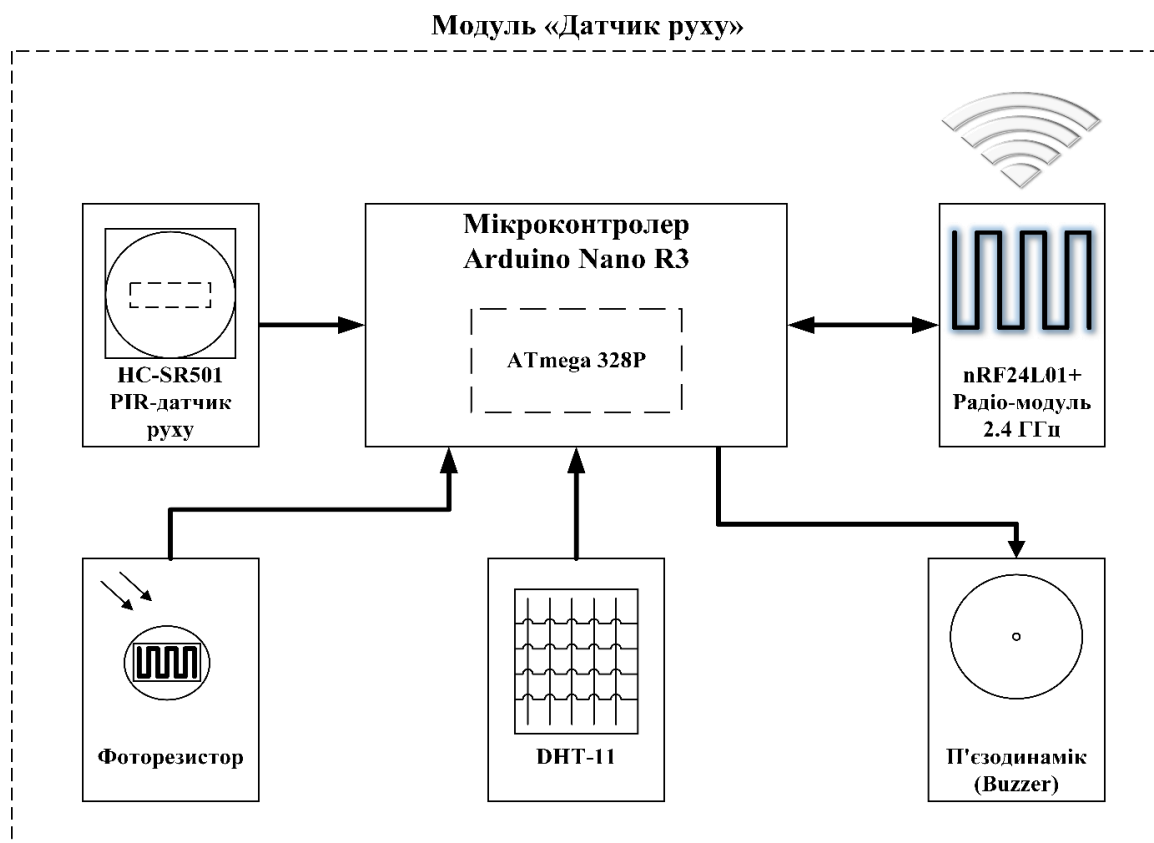 Модуль «Датчик руху»
Мікроконтролер
Arduino Nano R3
ATmega 328P
HC-SR501
PIR-датчик
руху
nRF24L01+
Радіо-модуль
2.4 ГГц
Фоторезистор
DHT-11
П'єзодинамік
(Buzzer)